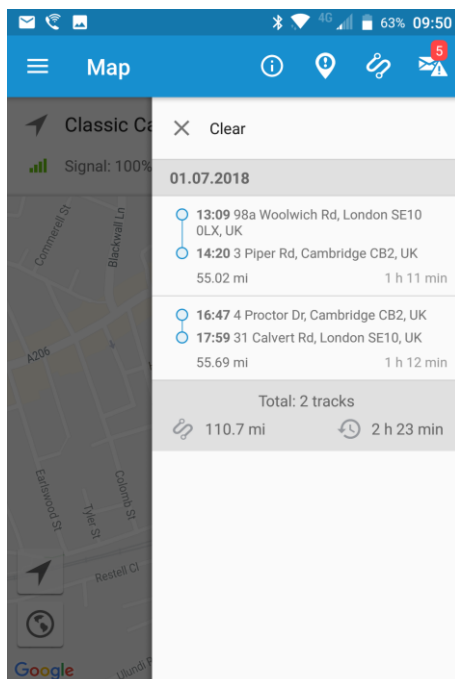 4G 63% 09:50
Map 5
Classic Ca
Signal: 100%
Clear
01.07.2018
13:09 98a Woolwich Rd, London SE10
0LX, UK
14:20 3 Piper Rd, Cambridge CB2, UK
55.02 mi 1 h 11 min
16:47 4 Proctor Dr, Cambridge CB2, UK
17:59 31 Calvert Rd, London SE10, UK
55.69 mi 1 h 12 min
Total: 2 tracks
110.7 mi 2 h 23 min
Commerell St
Blackwall Ln
A206
Earlswood St
Tyler St
Colomb St
Restell Cl
Ulundi R
Google